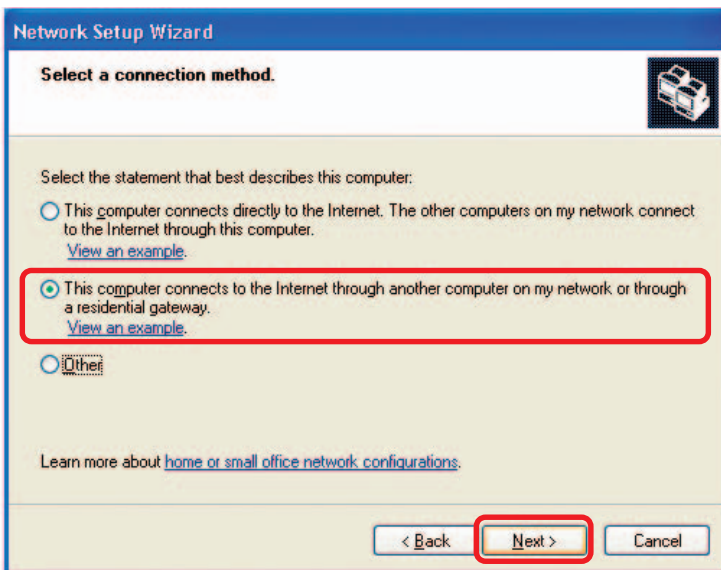 Network Setup Wizard
Select a connection method.
Select the statement that best describes this computer:
This computer connects directly to the Internet. The other computers on my network connect
to the Internet through this computer.
View an example.
This computer connects to the Internet through another computer on my network or through
a residential gateway.
View an example.
Other
Learn more about home or small office network configurations.
< Back
Next >
Cancel